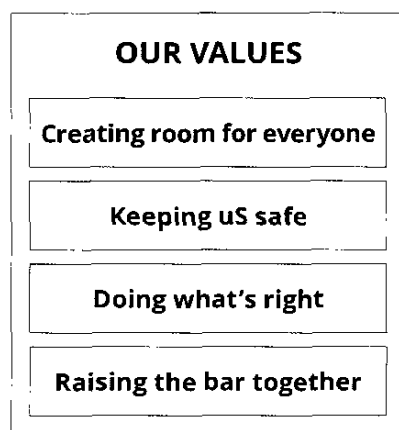 OUR VALUES
Creating room for everyone
Keeping uS safe
Doing what's right
Raising the bar together